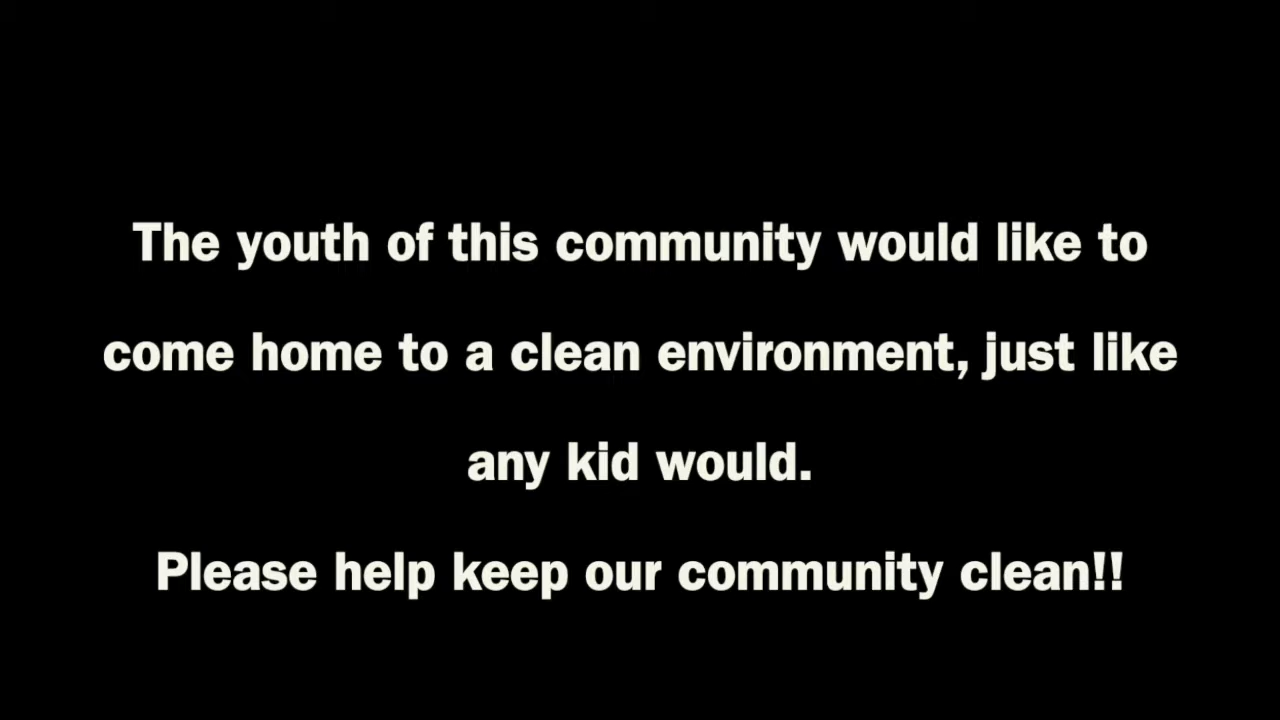 The youth of this community would like to
come home to a clean environment, just like
any kid would.
Please help keep our community clean!!